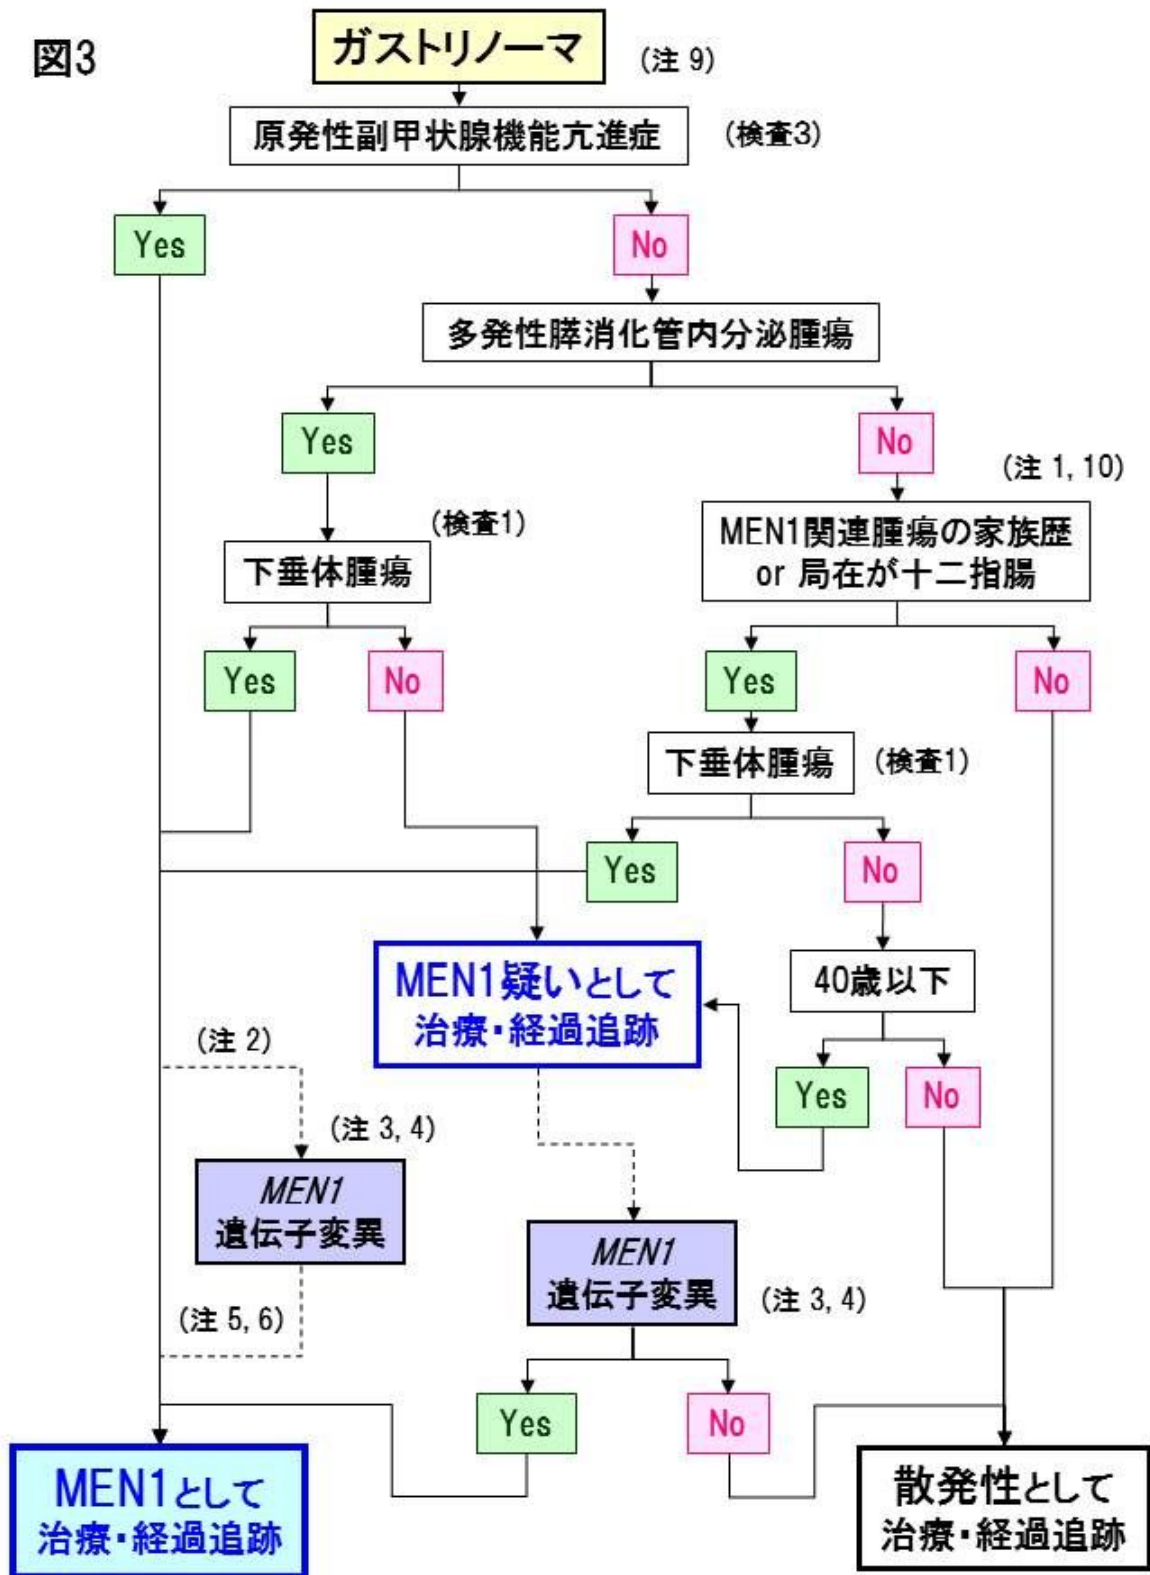 図3
ガストリノーマ
(注 9)
原発性副甲状腺機能亢進症
(検査3)
Yes
No
多発性膵消化管内分泌腫瘍
Yes
No
(注 1, 10)
(検査1)
下垂体腫瘍
MEN1関連腫瘍の家族歴
or 局在が十二指腸
Yes
No
Yes
No
下垂体腫瘍
(検査1)
Yes
No
MEN1疑いとして
治療・経過追跡
40歳以下
(注 2)
Yes
No
(注 3, 4)
MEN1
遺伝子変異
MEN1
遺伝子変異
(注 3, 4)
(注 5, 6)
Yes
No
MEN1として
治療・経過追跡
散発性として
治療・経過追跡